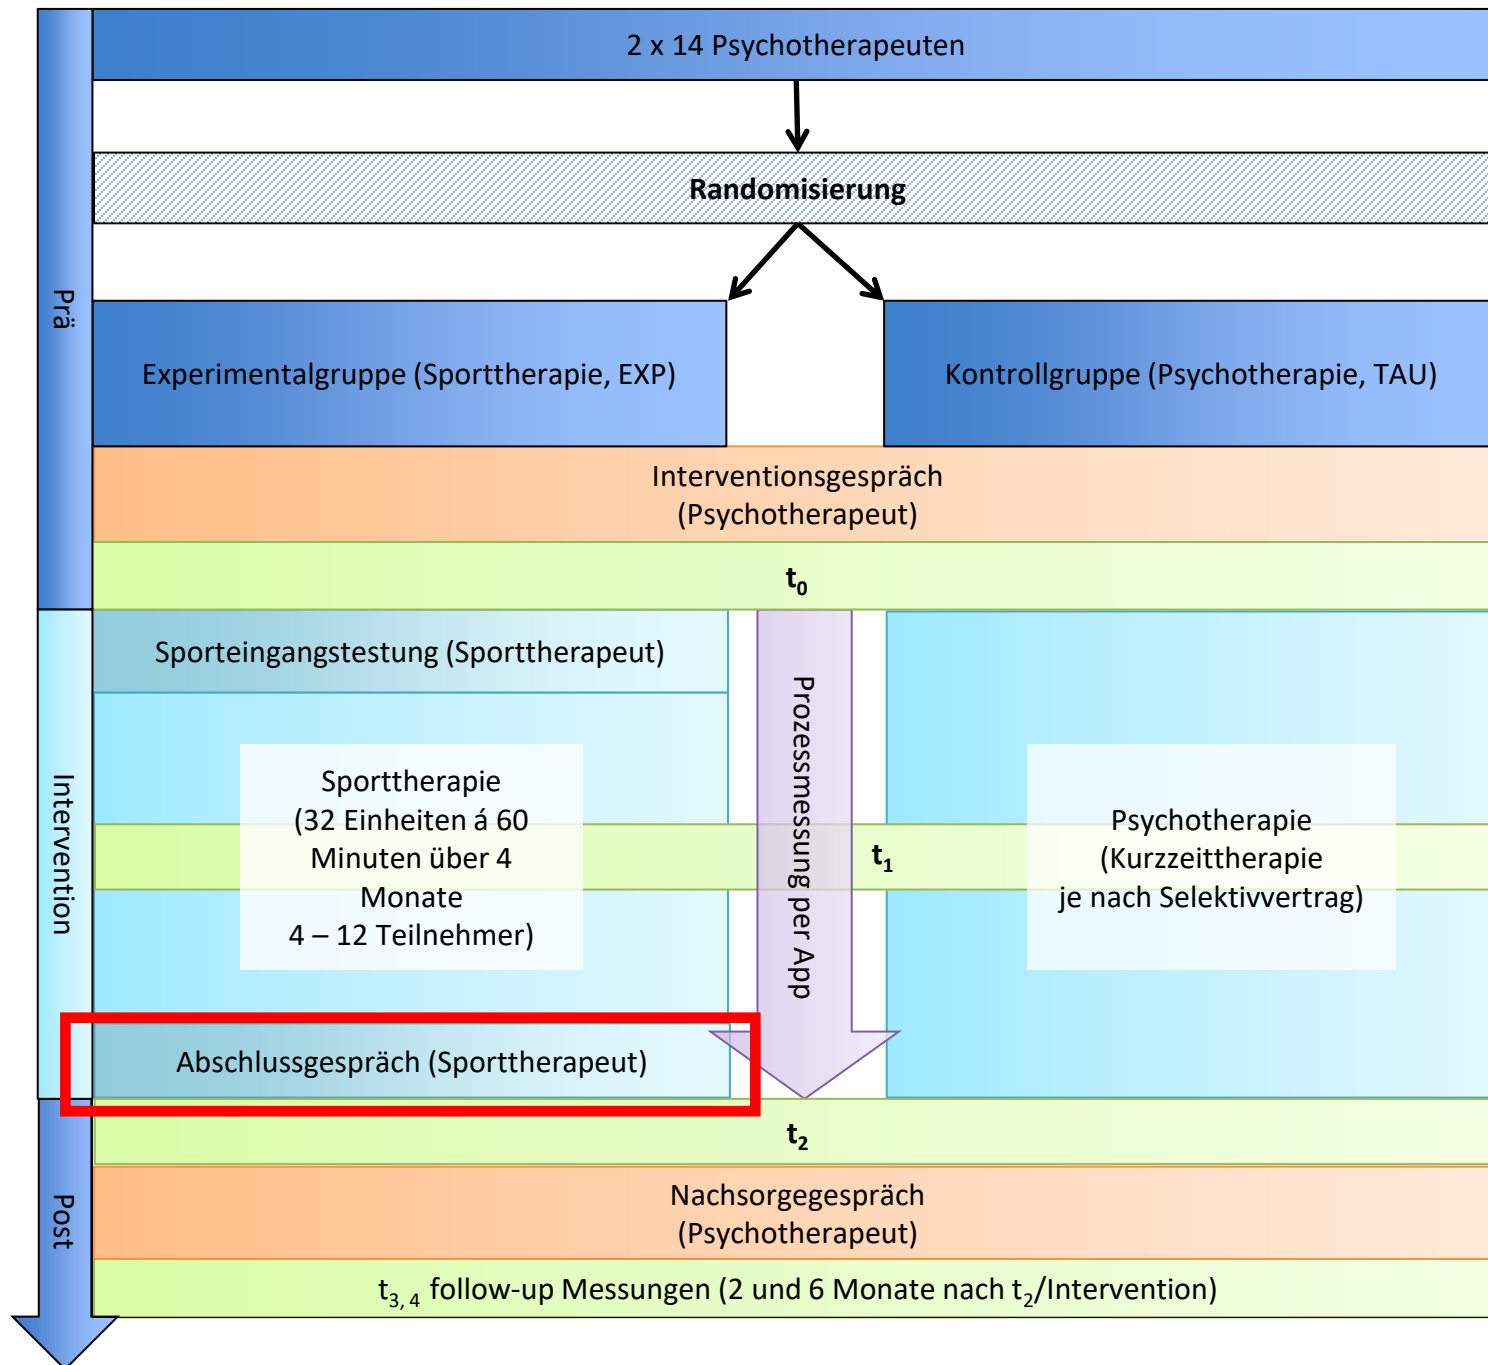 2 x 14 Psychotherapeuten
Randomisierung
Prä
Experimentalgruppe (Sporttherapie, EXP)
Kontrollgruppe (Psychotherapie, TAU)
Interventionsgespräch
(Psychotherapeut)
t0
Intervention
Sporteingangstestung (Sporttherapeut)
Prozessmessung per App
Sporttherapie
(32 Einheiten á 60
Minuten über 4
Monate
4 – 12 Teilnehmer)
t1
Psychotherapie
(Kurzzeittherapie
je nach Selektivvertrag)
Abschlussgespräch (Sporttherapeut)
Post
t2
Nachsorgegespräch
(Psychotherapeut)
t3, 4 follow-up Messungen (2 und 6 Monate nach t2/Intervention)